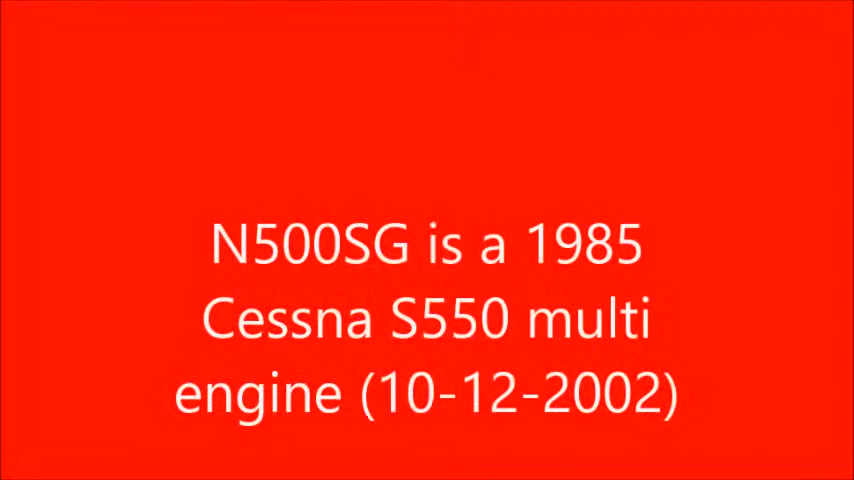 N500SG is a 1985
Cessna S550 multi
engine (10-12-2002)